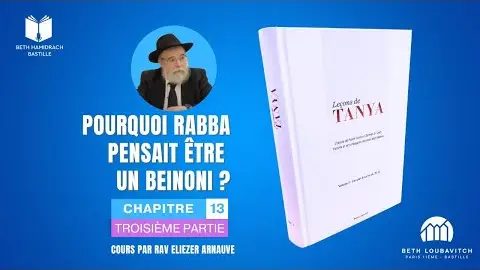 BETH HAMIDRACH
BASTILLE
POURQUOI RABBA
PENSAIT ÊTRE
UN BEINONI ?
CHAPITRE 13
TROISIÈME PARTIE
COURS PAR RAV ELIEZER ARNAUVE
Leçons de
TANYA
TANYA
BETH LOUBAVITCH
PARIS 11ÈME - BASTILLE